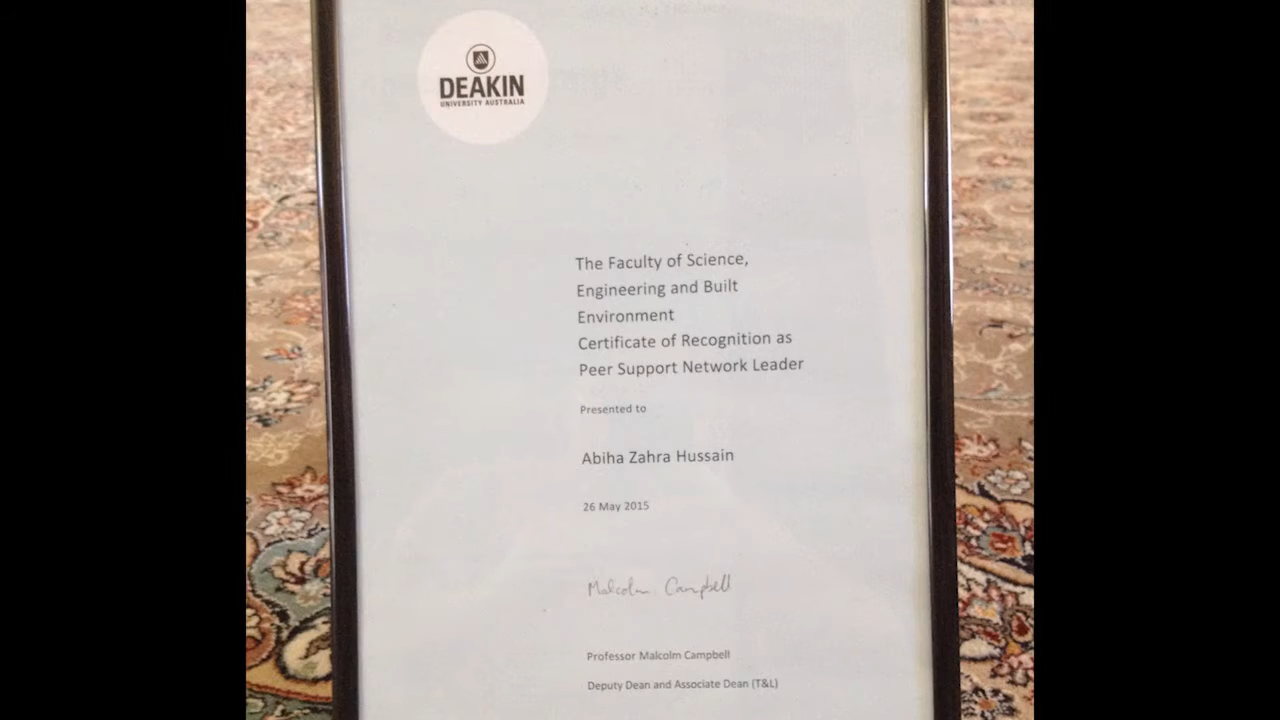 DEAKIN
UNIVERSITY AUSTRALIA
The Faculty of Science,
Engineering and Built
Environment
Certificate of Recognition as
Peer Support Network Leader
Presented to
Abiha Zahra Hussain
26 May 2015
Malcolm Campbell
Professor Malcolm Campbell
Deputy Dean and Associate Dean (T&L)